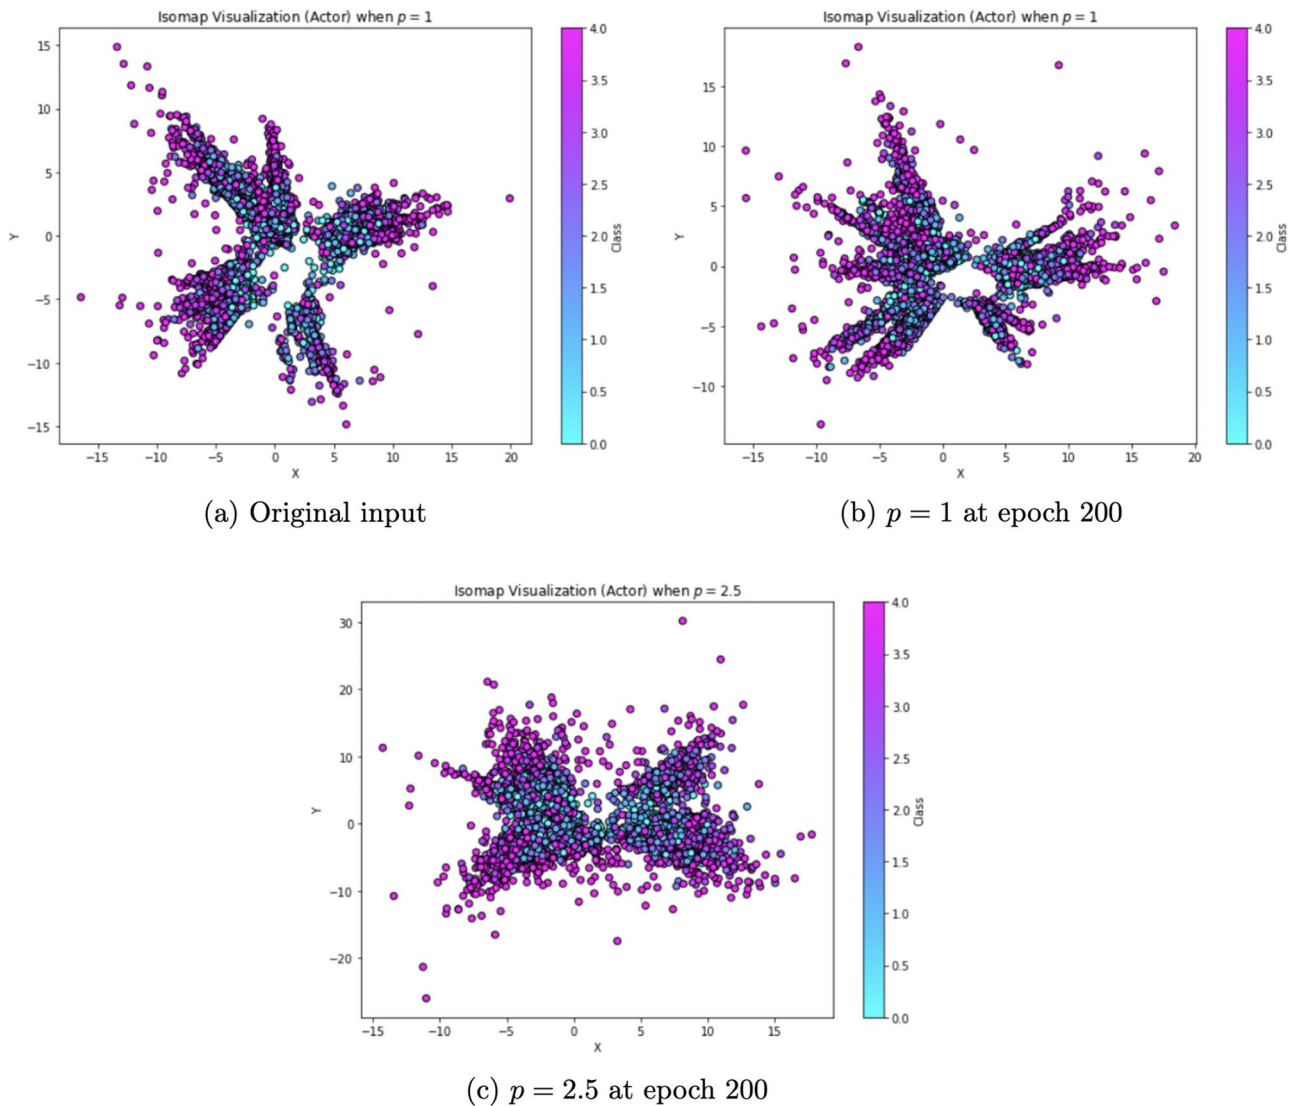 Isomap Visualization (Actor) when p = 1
15
10
5
0
−5
−10
−15
Y
−15 −10 −5 0 5 10 15 20
X
4.0
3.5
3.0
2.5
2.0
1.5
1.0
0.5
0.0
Class
(a) Original input
Isomap Visualization (Actor) when p = 1
15
10
5
0
−5
−10
Y
−15 −10 −5 0 5 10 15 20
X
4.0
3.5
3.0
2.5
2.0
1.5
1.0
0.5
0.0
Class
(b) p = 1 at epoch 200
Isomap Visualization (Actor) when p = 2.5
30
20
10
0
−10
−20
Y
−15 −10 −5 0 5 10 15
X
4.0
3.5
3.0
2.5
2.0
1.5
1.0
0.5
0.0
Class
(c) p = 2.5 at epoch 200